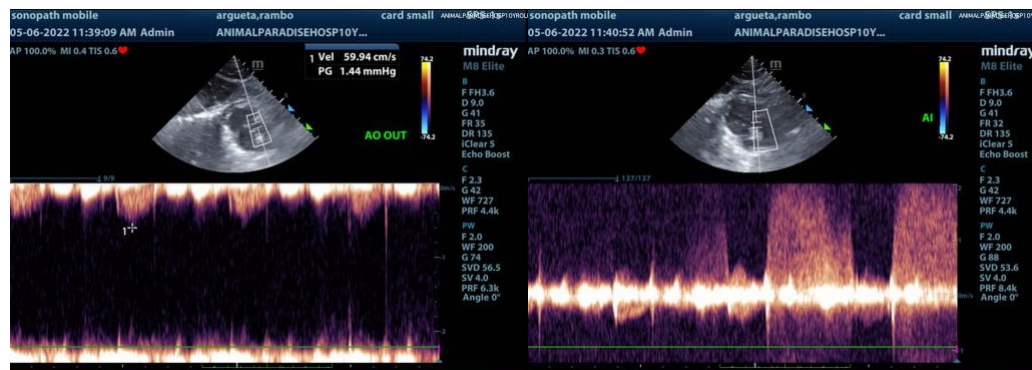 sonopath mobile argueta,rambo card small
05-06-2022 11:39:09 AM Admin ANIMALPARADISEHOSP10Y...
AP 100.0% MI 0.4 TIS 0.6
1 Vel 59.94 cm/s
PG 1.44 mmHg
m
74.2
-74.2
AO OUT
9/9
mindray
M8 Elite
B
F FH3.6
D 9.0
G 41
FR 35
DR 135
iClear 5
Echo Boost
C
F 2.3
G 42
WF 727
PRF 4.4k
PW
F 2.0
WF 200
G 74
SVD 56.5
SV 4.0
PRF 6.3k
Angle 0°
1
-2
sonopath mobile argueta,rambo card small
05-06-2022 11:40:52 AM Admin ANIMALPARADISEHOSP10Y...
AP 100.0% MI 0.3 TIS 0.6
m
74.2
-74.2
AI
137/137
mindray
M8 Elite
B
F FH3.6
D 9.0
G 41
FR 32
DR 135
iClear 5
Echo Boost
C
F 2.3
G 42
WF 727
PRF 4.4k
PW
F 2.0
WF 200
G 88
SVD 53.6
SV 4.0
PRF 8.4k
Angle 0°